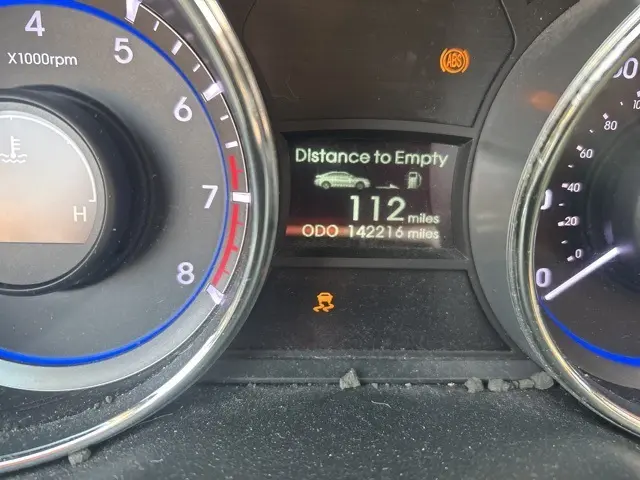 4
5
X1000rpm
6
7
8
H
ABS
Distance to Empty
112 miles
ODO 142216 miles
80
60
40
20
0
0